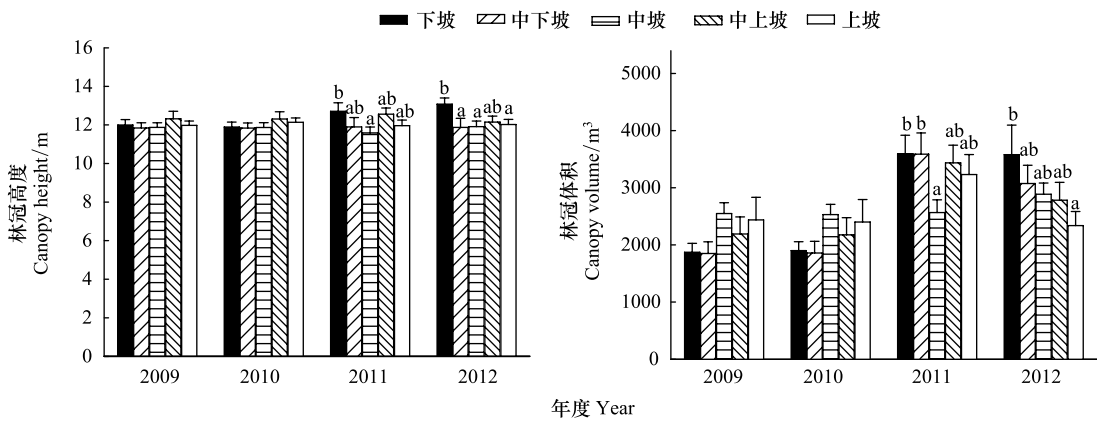 下坡 中下坡 中坡 中上坡 上坡
林冠高度
Canopy height/m
16
14
12
10
8
6
4
2
0
b ab a ab ab
b a a ab a
2009 2010 2011 2012
林冠体积
Canopy volume/m³
5000
4000
3000
2000
1000
0
b b a ab ab
b ab ab ab a
2009 2010 2011 2012
年度 Year